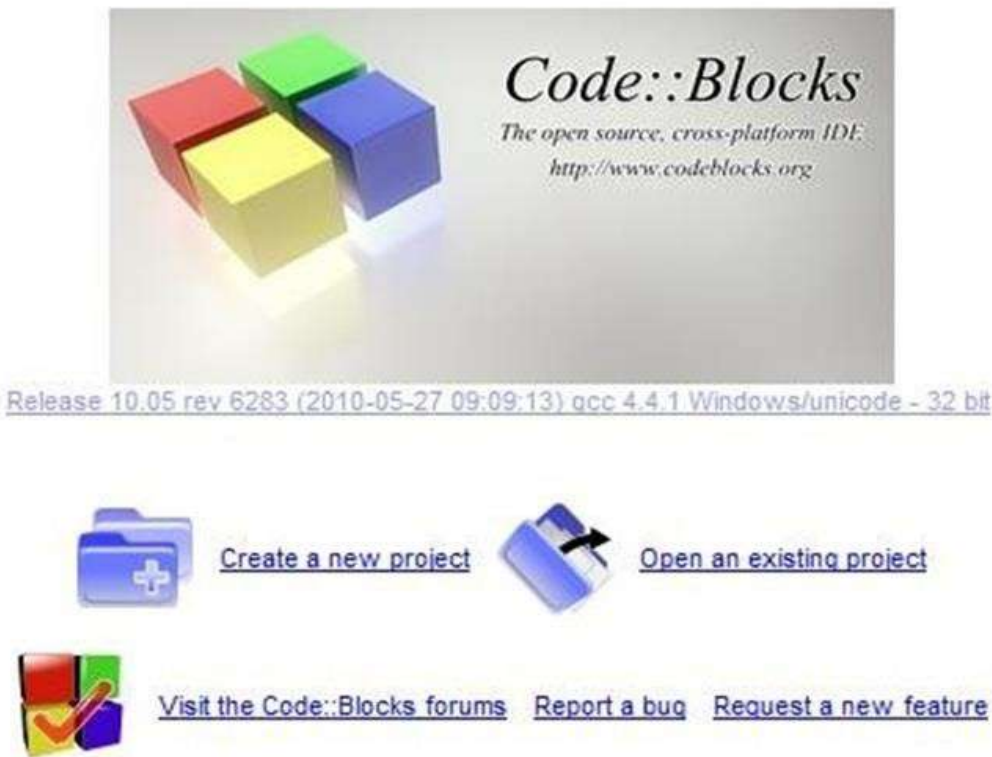 Code::Blocks
The open source, cross-platform IDE
http://www.codeblocks.org
Release 10.05 rev 6283 (2010-05-27 09:09:13) gcc 4.4.1 Windows/unicode - 32 bit
Create a new project Open an existing project
Visit the Code::Blocks forums Report a bug Request a new feature